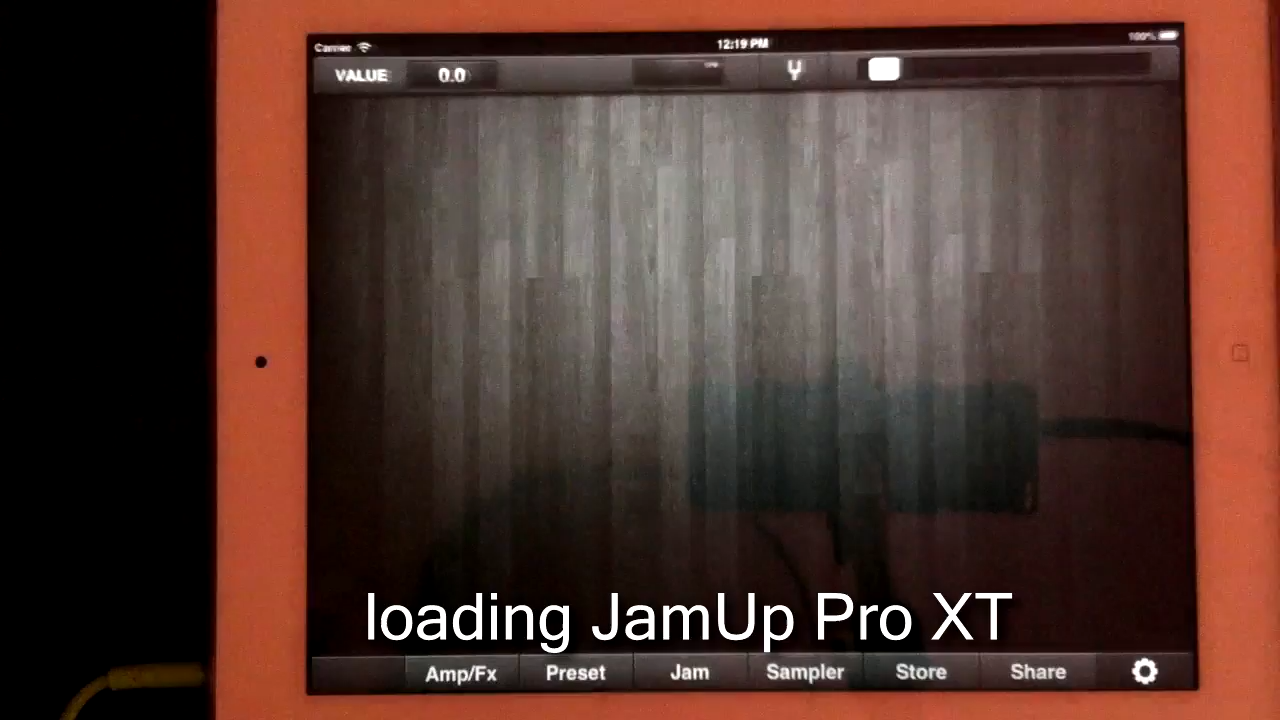 Carrier 12:19 PM 100%
VALUE 0.0
loading JamUp Pro XT
Amp/Fx Preset Jam Sampler Store Share